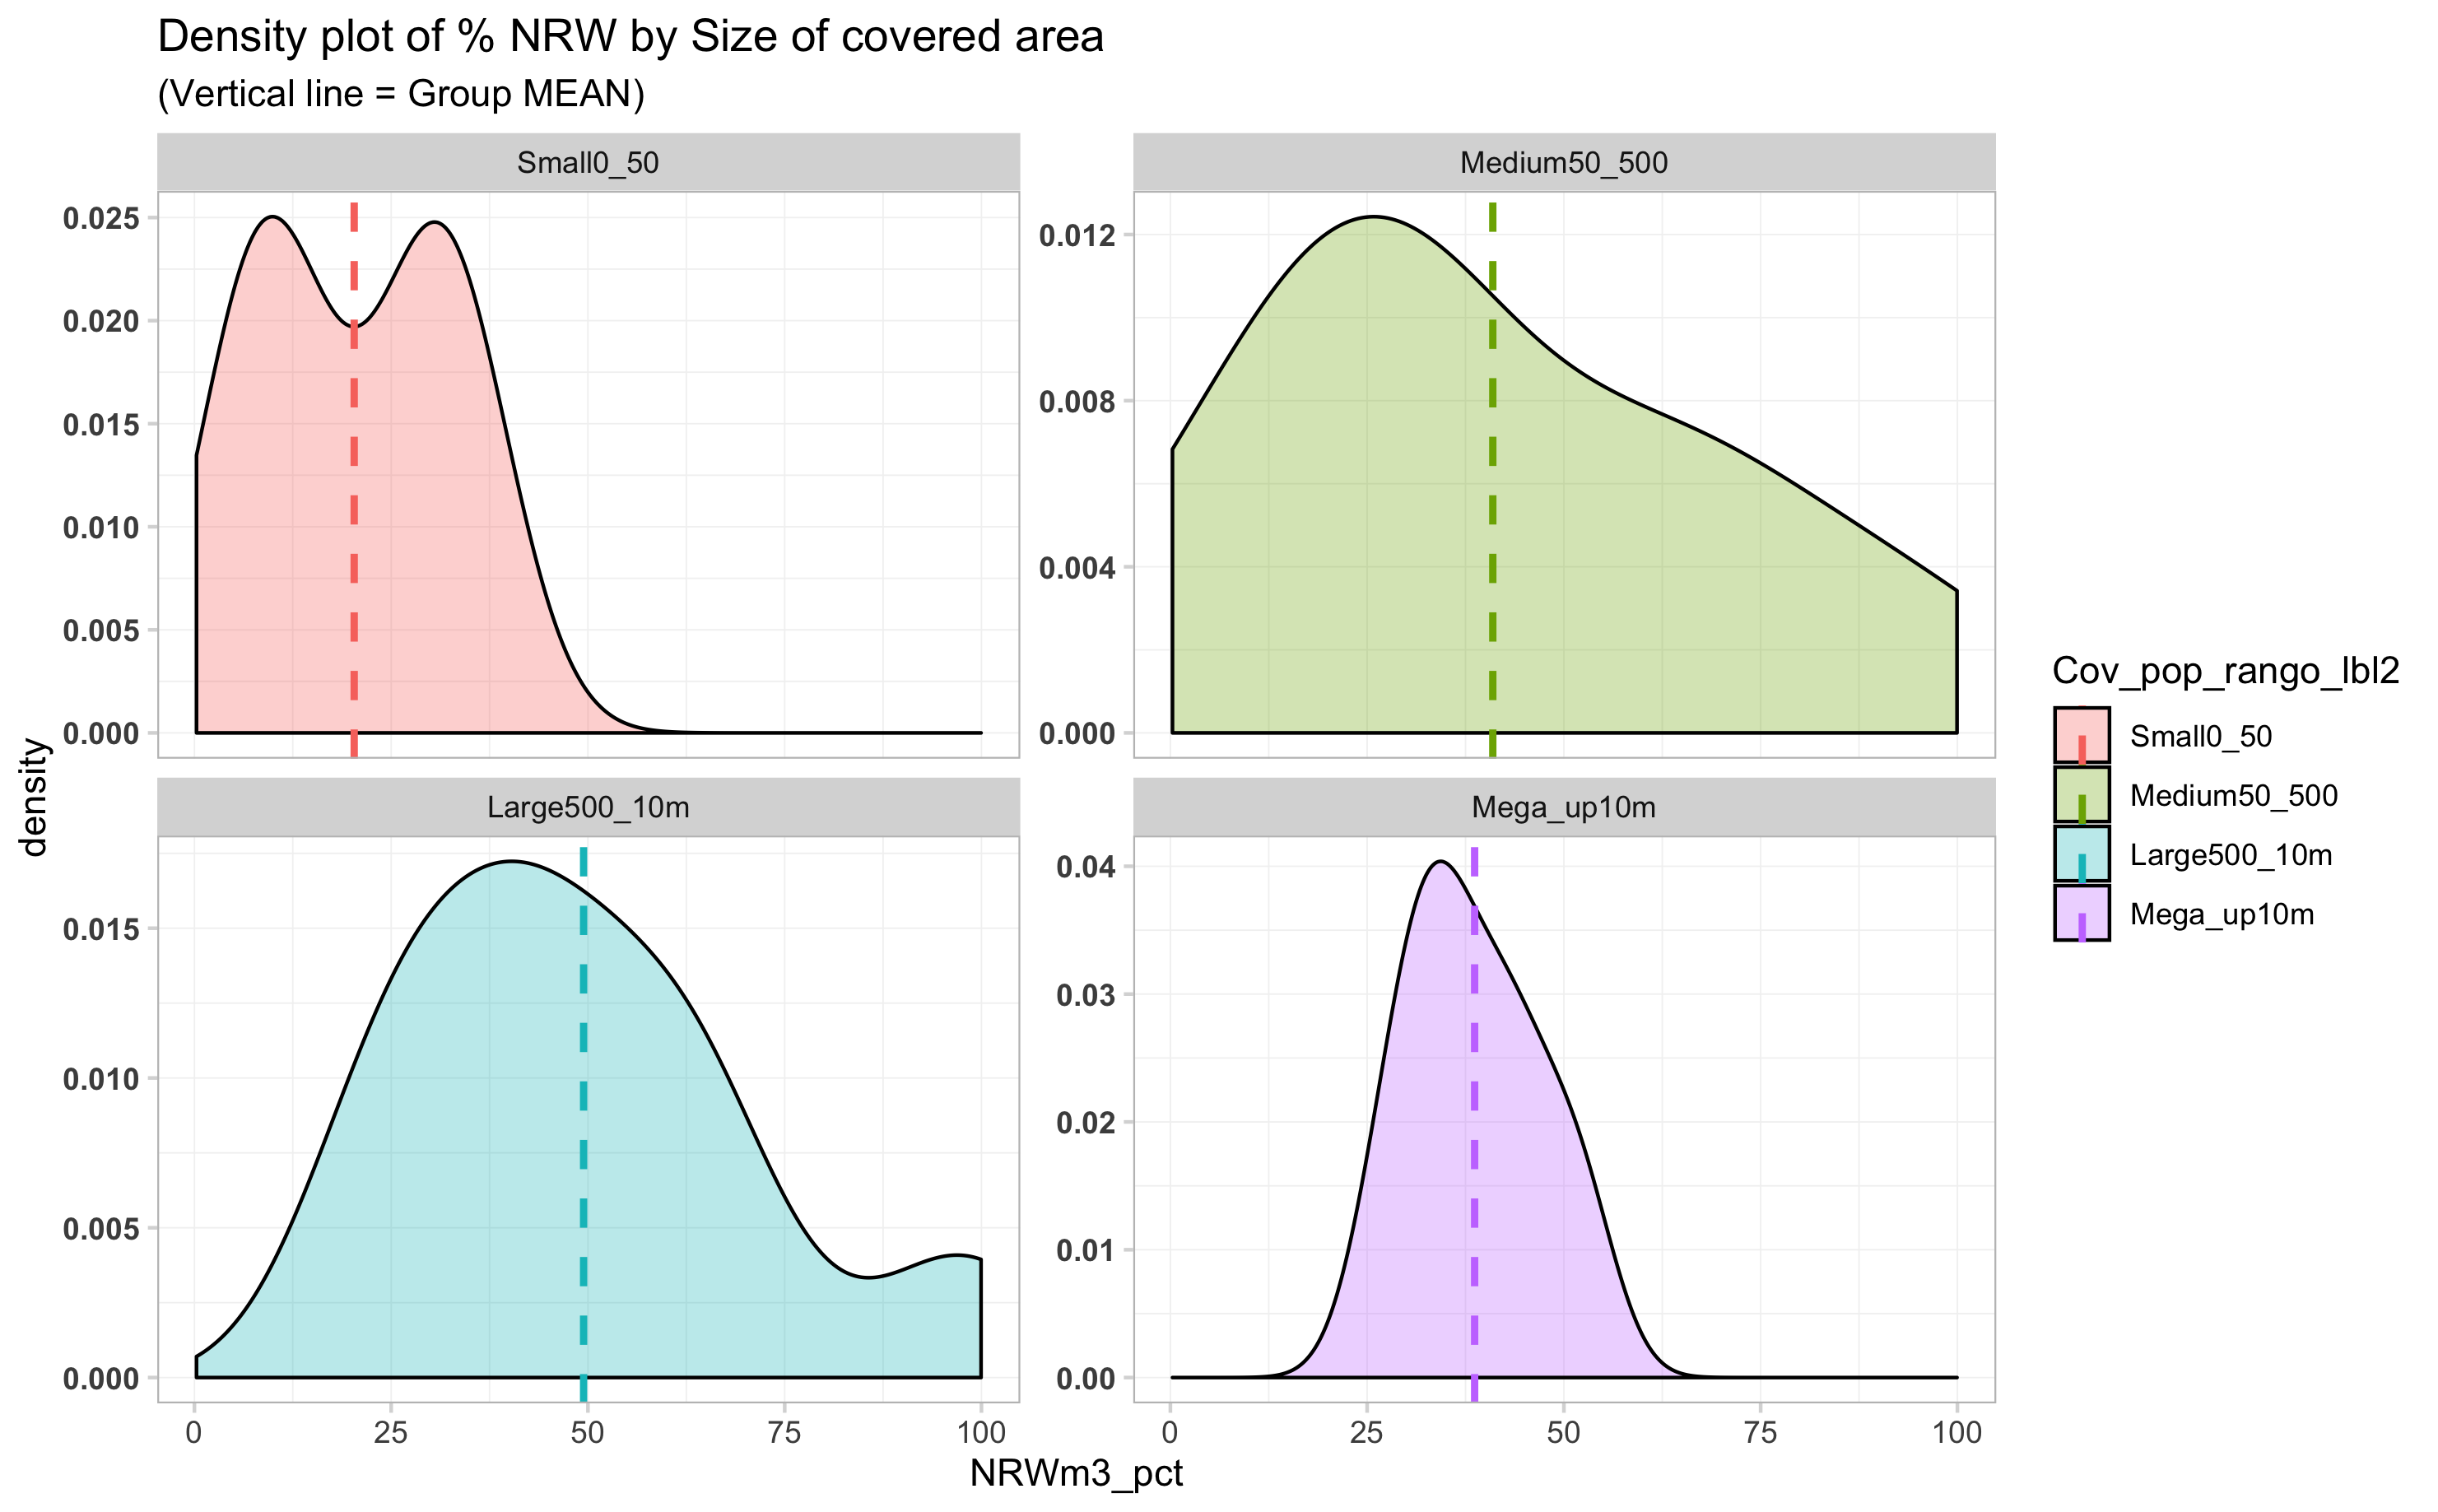 Density plot of % NRW by Size of covered area
(Vertical line = Group MEAN)
Small0_50
Medium50_500
0.025
0.020
0.015
0.010
0.005
0.000
0.012
0.008
0.004
0.000
Large500_10m
Mega_up10m
0.015
0.010
0.005
0.000
0.04
0.03
0.02
0.01
0.00
0 25 50 75 100
0 25 50 75 100
NRWm3_pct
density
Cov_pop_rango_lbl2
Small0_50
Medium50_500
Large500_10m
Mega_up10m